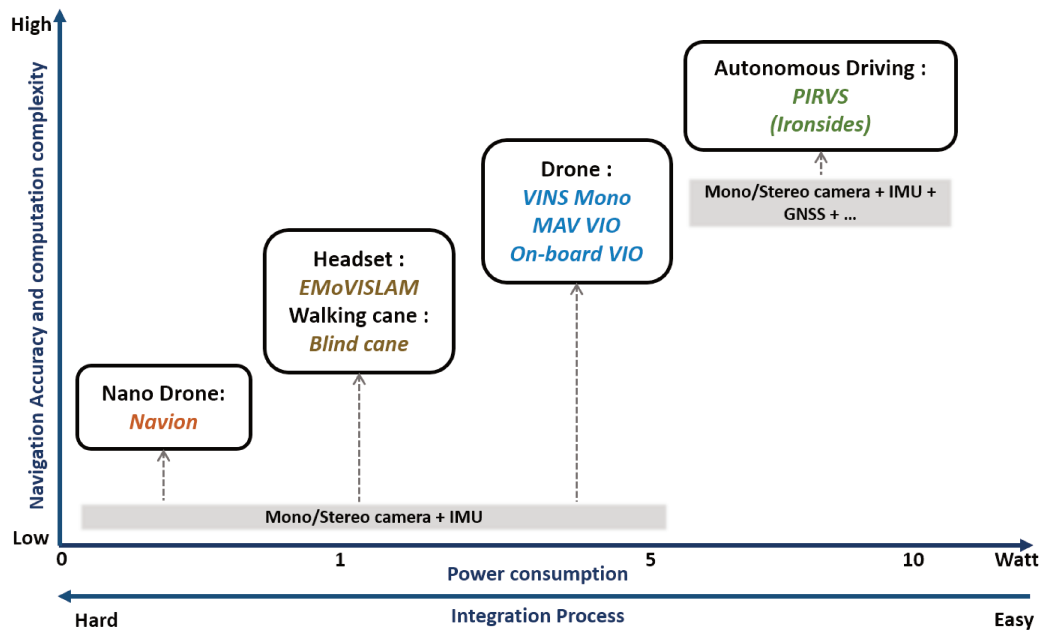 High
Navigation Accuracy and computation complexity
Autonomous Driving :
PIRVS
(Ironsides)
Mono/Stereo camera + IMU +
GNSS + ...
Drone :
VINS Mono
MAV VIO
On-board VIO
Headset :
EMoVISLAM
Walking cane :
Blind cane
Nano Drone:
Navion
Mono/Stereo camera + IMU
Low
0 1 5 10 Watt
Power consumption
Hard Integration Process Easy